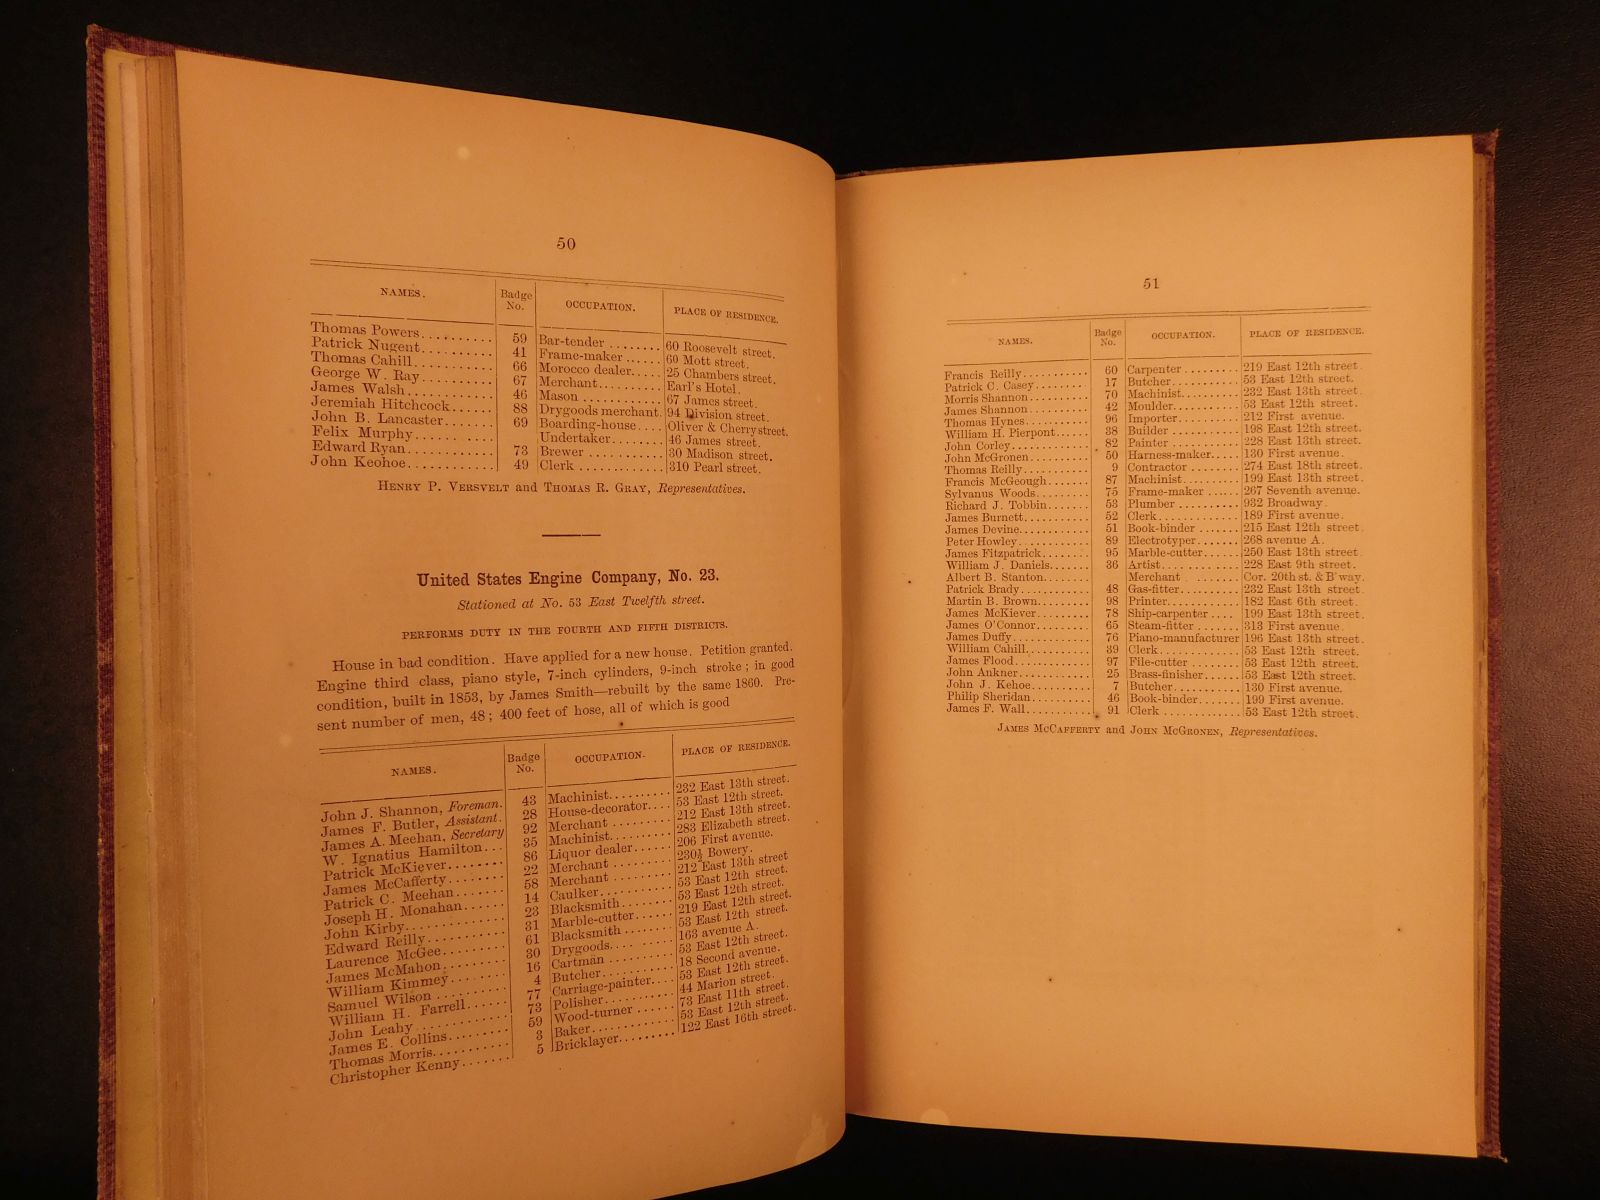 50
NAMES. Badge No. OCCUPATION. PLACE OF RESIDENCE.
Thomas Powers.......... 59 Bar-tender ........ 60 Roosevelt street.
Patrick Nugent.......... 41 Frame-maker ...... 60 Mott street.
Thomas Cahill........... 66 Morocco dealer..... 25 Chambers street.
George W. Ray.......... 67 Merchant.......... Earl's Hotel.
James Walsh............ 46 Mason ............ 67 James street.
Jeremiah Hitchcock...... 88 Drygoods merchant. 94 Division street.
John B. Lancaster....... 69 Boarding-house.... Oliver & Cherry street.
Felix Murphy........... Undertaker........ 46 James street.
Edward Ryan............ 73 Brewer ........... 30 Madison street.
John Keohoe............ 49 Clerk ............ 310 Pearl street.
HENRY P. VERSVELT and THOMAS R. GRAY, Representatives.
United States Engine Company, No. 23.
Stationed at No. 53 East Twelfth street.
PERFORMS DUTY IN THE FOURTH AND FIFTH DISTRICTS.
House in bad condition. Have applied for a new house. Petition granted.
Engine third class, piano style, 7-inch cylinders, 9-inch stroke; in good
condition, built in 1853, by James Smith—rebuilt by the same 1860. Pre-
sent number of men, 48; 400 feet of hose, all of which is good
NAMES. Badge No. OCCUPATION. PLACE OF RESIDENCE.
John J. Shannon, Foreman. 43 Machinist.......... 232 East 13th street.
James F. Butler, Assistant. 28 House-decorator.... 53 East 12th street.
James A. Meehan, Secretary 92 Merchant ......... 212 East 13th street.
W. Ignatius Hamilton... 35 Machinist.......... 283 Elizabeth street.
Patrick McKiever........ 86 Liquor dealer...... 206 First avenue.
James McCafferty....... 22 Merchant ......... 230½ Bowery.
Patrick C. Meehan....... 58 Merchant ......... 212 East 13th street
Joseph H. Monahan...... 14 Caulker........... 53 East 12th street.
John Kirby............. 23 Blacksmith........ 53 East 12th street.
Edward Reilly........... 31 Marble-cutter...... 219 East 12th street.
Laurence McGee......... 61 Blacksmith ....... 53 East 12th street.
James McMahon......... 30 Drygoods.... ..... 163 avenue A.
William Kimmey........ 16 Cartman ......... 53 East 12th street.
Samuel Wilson .......... 4 Butcher........... 18 Second avenue.
William H. Farrell...... 77 Carriage-painter.... 53 East 12th street.
John Leahy ............ 73 Polisher.......... 44 Marion street.
James E. Collins........ 59 Wood-turner ...... 73 East 11th street.
Thomas Morris.......... 3 Baker............. 53 East 12th street.
Christopher Kenny....... 5 Bricklayer......... 122 East 16th street.
51
NAMES. Badge No. OCCUPATION. PLACE OF RESIDENCE.
Francis Reilly.......... 60 Carpenter ......... 219 East 12th street.
Patrick C. Casey........ 17 Butcher........... 53 East 12th street.
Morris Shannon......... 70 Machinist......... 232 East 13th street.
James Shannon......... 42 Moulder.......... 53 East 12th street.
Thomas Hynes.......... 96 Importer.......... 212 First avenue.
William H. Pierpont..... 38 Builder .......... 198 East 12th street.
John Corley............ 82 Painter .......... 228 East 13th street.
John McGronen......... 50 Harness-maker.... 130 First avenue.
Thomas Reilly.......... 9 Contractor ....... 274 East 18th street.
Francis McGeough....... 87 Machinist......... 199 East 13th street.
Sylvanus Woods........ 75 Frame-maker ..... 267 Seventh avenue.
Richard J. Tobbin....... 53 Plumber .......... 932 Broadway.
James Burnett.......... 52 Clerk............. 189 First avenue.
James Devine........... 51 Book-binder ...... 215 East 12th street.
Peter Howley........... 89 Electrotyper....... 268 avenue A.
James Fitzpatrick....... 95 Marble-cutter...... 250 East 13th street.
William J. Daniels...... 36 Artist............ 228 East 9th street.
Albert B. Stanton....... Merchant ....... Cor. 20th st. & B'way.
Patrick Brady........... 48 Gas-fitter......... 232 East 13th street.
Martin B. Brown........ 98 Printer........... 182 East 6th street.
James McKiever........ 78 Ship-carpenter .... 199 East 13th street.
James O'Connor........ 65 Steam-fitter ....... 313 First avenue.
James Duffy............ 76 Piano-manufacturer 196 East 13th street.
William Cahill.......... 39 Clerk............. 53 East 12th street.
James Flood............ 97 File-cutter ........ 53 East 12th street.
John Ankner........... 25 Brass-finisher...... 53 East 12th street.
John J. Kehoe.......... 7 Butcher........... 130 First avenue.
Philip Sheridan......... 46 Book-binder....... 199 First avenue.
James F. Wall.......... 91 Clerk ............ 53 East 12th street.
JAMES MCCAFFERTY and JOHN MCGRONEN, Representatives.